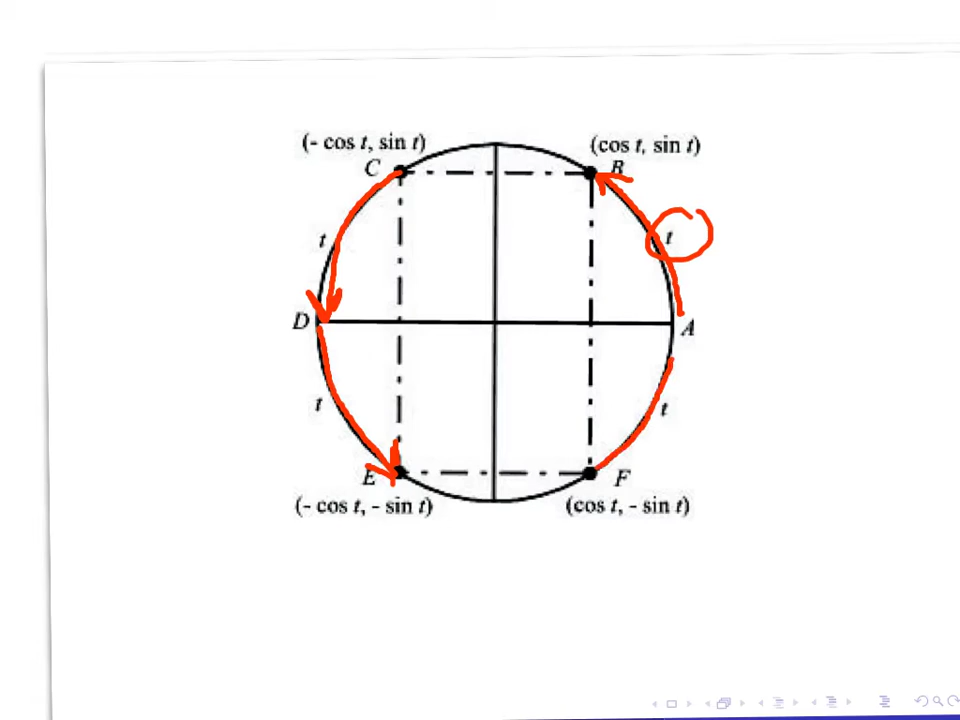 (- cos t, sin t)
(cos t, sin t)
C
B
t
t
D
A
t
t
E
F
(- cos t, - sin t)
(cos t, - sin t)